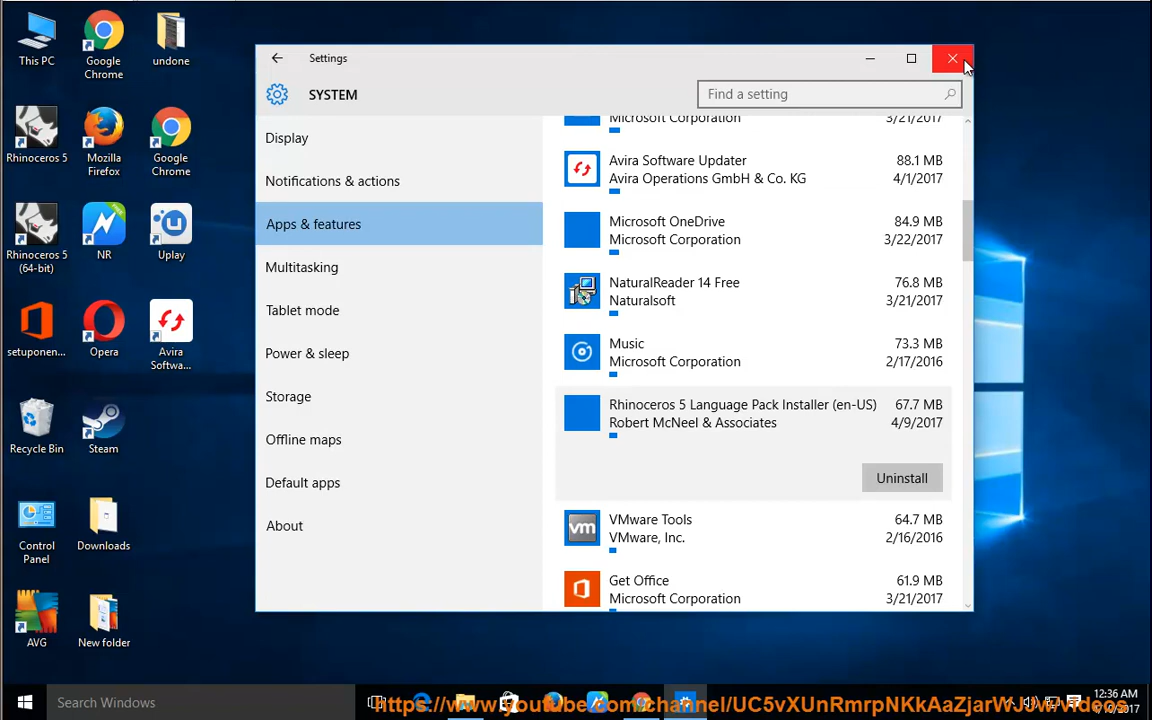 This PC
Google Chrome
undone
Rhinoceros 5
Mozilla Firefox
Google Chrome
Rhinoceros 5 (64-bit)
NR
Uplay
setuponen...
Opera
Avira Softwa...
Recycle Bin
Steam
Control Panel
Downloads
AVG
New folder
Settings
SYSTEM
Find a setting
Display
Notifications & actions
Apps & features
Multitasking
Tablet mode
Power & sleep
Storage
Offline maps
Default apps
About
Microsoft Corporation 3/21/2017
Avira Software Updater 88.1 MB
Avira Operations GmbH & Co. KG 4/1/2017
Microsoft OneDrive 84.9 MB
Microsoft Corporation 3/22/2017
NaturalReader 14 Free 76.8 MB
Naturalsoft 3/21/2017
Music 73.3 MB
Microsoft Corporation 2/17/2016
Rhinoceros 5 Language Pack Installer (en-US) 67.7 MB
Robert McNeel & Associates 4/9/2017
Uninstall
vm
VMware Tools 64.7 MB
VMware, Inc. 2/16/2016
Get Office 61.9 MB
Microsoft Corporation 3/21/2017
Search Windows
12:36 AM